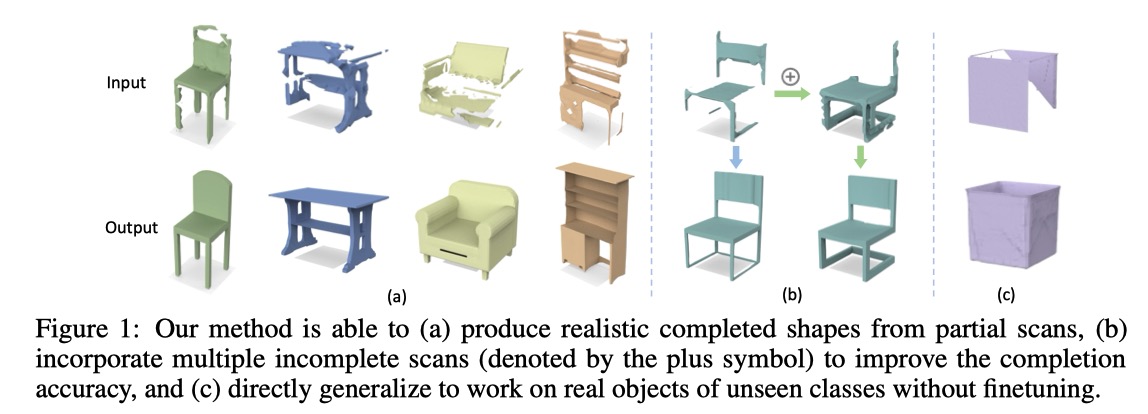 Input
Output
(a)
(b)
(c)
Figure 1: Our method is able to (a) produce realistic completed shapes from partial scans, (b)
incorporate multiple incomplete scans (denoted by the plus symbol) to improve the completion
accuracy, and (c) directly generalize to work on real objects of unseen classes without finetuning.